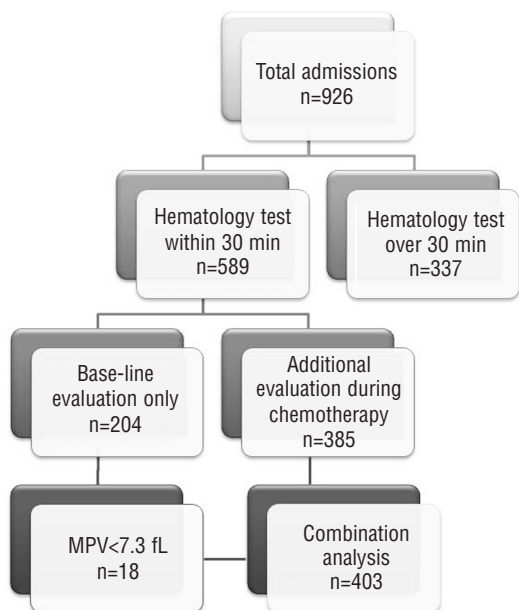 Total admissions
n=926
Hematology test
within 30 min
n=589
Hematology test
over 30 min
n=337
Base-line
evaluation only
n=204
Additional
evaluation during
chemotherapy
n=385
MPV<7.3 fL
n=18
Combination
analysis
n=403